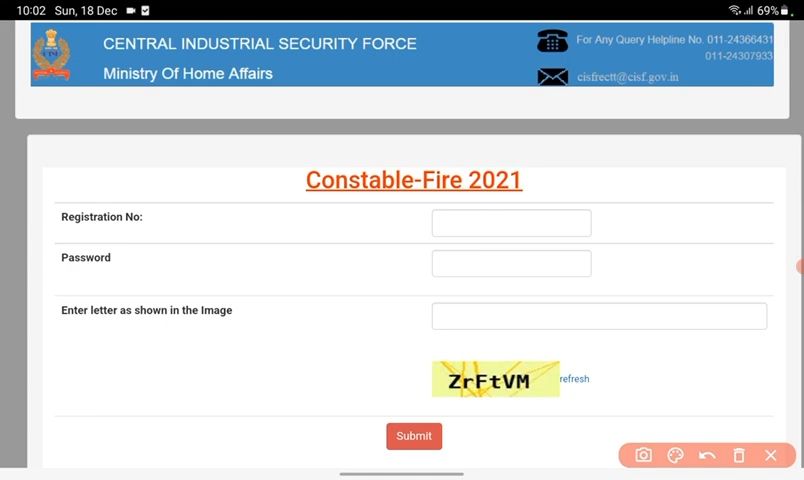 10:02 Sun, 18 Dec 69%
CENTRAL INDUSTRIAL SECURITY FORCE
Ministry Of Home Affairs
For Any Query Helpline No. 011-24366431
011-24307933
cisfrectt@cisf.gov.in
Constable-Fire 2021
Registration No:
Password
Enter letter as shown in the Image
ZrFtVM refresh
Submit